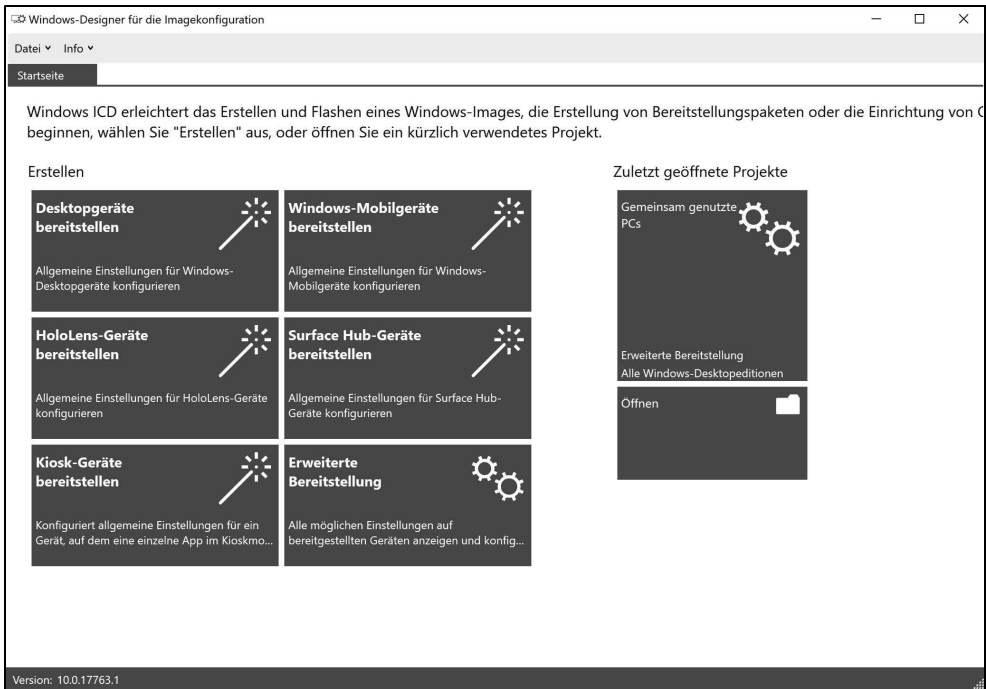 Windows-Designer für die Imagekonfiguration
Datei Info
Startseite
Windows ICD erleichtert das Erstellen und Flashen eines Windows-Images, die Erstellung von Bereitstellungspaketen oder die Einrichtung von
beginnen, wählen Sie "Erstellen" aus, oder öffnen Sie ein kürzlich verwendetes Projekt.
Erstellen
Desktopgeräte
bereitstellen
Allgemeine Einstellungen für Windows-
Desktopgeräte konfigurieren
Windows-Mobilgeräte
bereitstellen
Allgemeine Einstellungen für Windows-
Mobilgeräte konfigurieren
HoloLens-Geräte
bereitstellen
Allgemeine Einstellungen für HoloLens-Geräte
konfigurieren
Surface Hub-Geräte
bereitstellen
Allgemeine Einstellungen für Surface Hub-
Geräte konfigurieren
Kiosk-Geräte
bereitstellen
Konfiguriert allgemeine Einstellungen für ein
Gerät, auf dem eine einzelne App im Kioskmo...
Erweiterte
Bereitstellung
Alle möglichen Einstellungen auf
bereitgestellten Geräten anzeigen und konfig...
Zuletzt geöffnete Projekte
Gemeinsam genutzte
PCs
Erweiterte Bereitstellung
Alle Windows-Desktopeditionen
Öffnen
Version: 10.0.17763.1